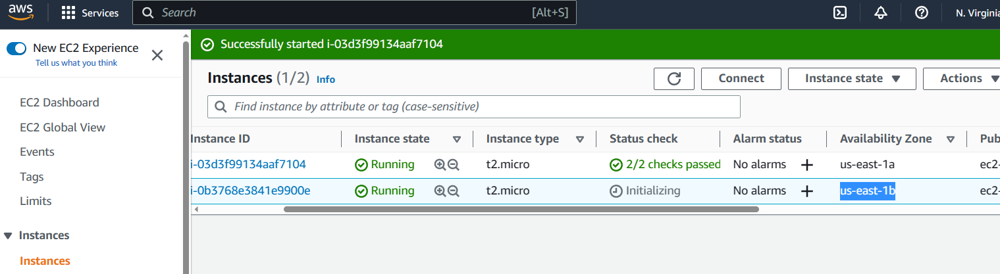 aws Services Search [Alt+S] N. Virginia
New EC2 Experience
Tell us what you think
EC2 Dashboard
EC2 Global View
Events
Tags
Limits
Instances
Instances
Successfully started i-03d3f99134aaf7104
Instances (1/2) Info Connect Instance state Actions
Find instance by attribute or tag (case-sensitive)
Instance ID Instance state Instance type Status check Alarm status Availability Zone Pub
i-03d3f99134aaf7104 Running t2.micro 2/2 checks passed No alarms us-east-1a ec2-
i-0b3768e3841e9900e Running t2.micro Initializing No alarms us-east-1b ec2-